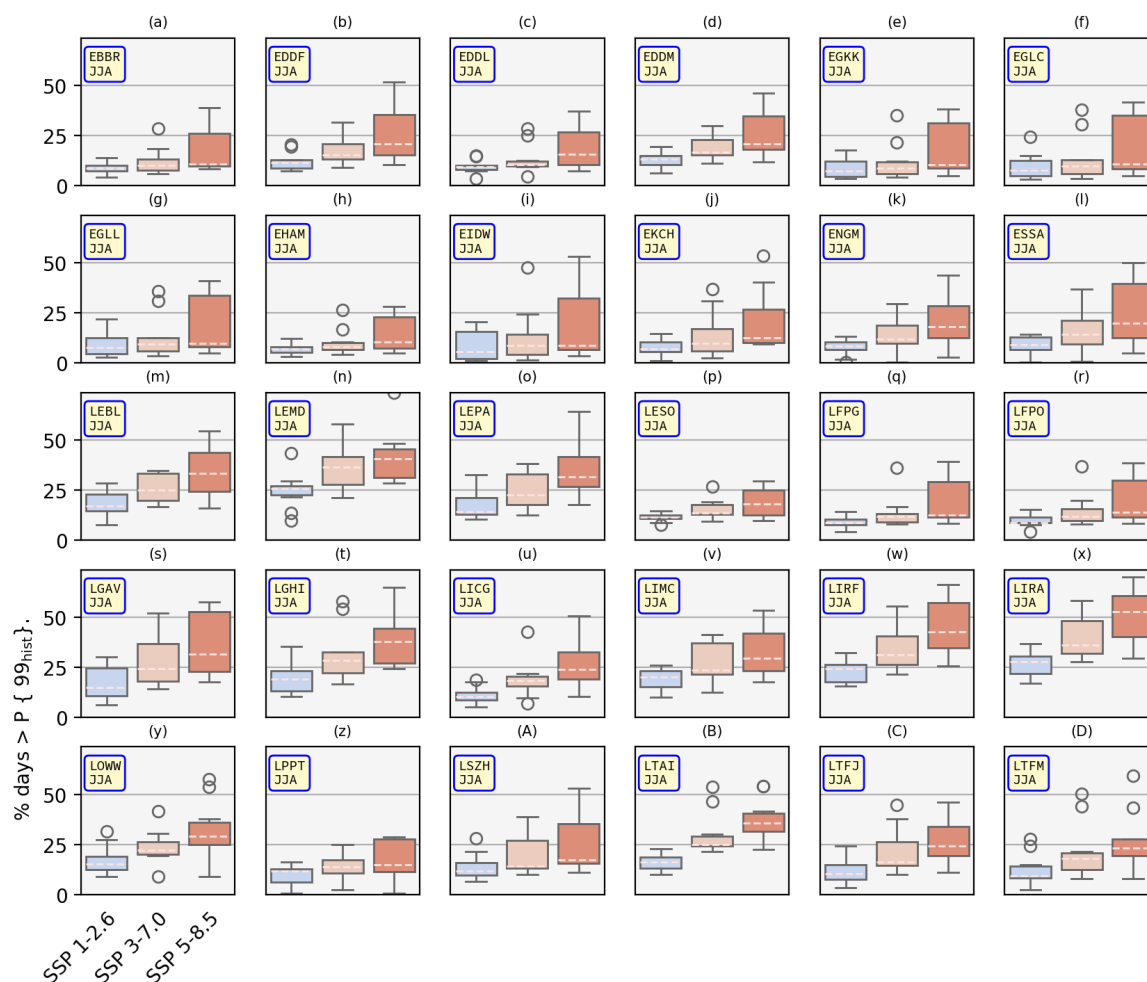 (a) (b) (c) (d) (e) (f)
EBBR JJA
EDDF JJA
EDDL JJA
EDDM JJA
EGKK JJA
EGLC JJA
50
25
0
(g) (h) (i) (j) (k) (l)
EGLL JJA
EHAM JJA
EIDW JJA
EKCH JJA
ENGM JJA
ESSA JJA
50
25
0
(m) (n) (o) (p) (q) (r)
LEBL JJA
LEMD JJA
LEPA JJA
LESO JJA
LFPG JJA
LFPO JJA
50
25
0
(s) (t) (u) (v) (w) (x)
LGAV JJA
LGHI JJA
LICG JJA
LIMC JJA
LIRF JJA
LIRA JJA
50
25
0
(y) (z) (A) (B) (C) (D)
LOWW JJA
LPPT JJA
LSZH JJA
LTAI JJA
LTFJ JJA
LTFM JJA
50
25
0
% days > P { 99hist}.
SSP 1-2.6
SSP 3-7.0
SSP 5-8.5